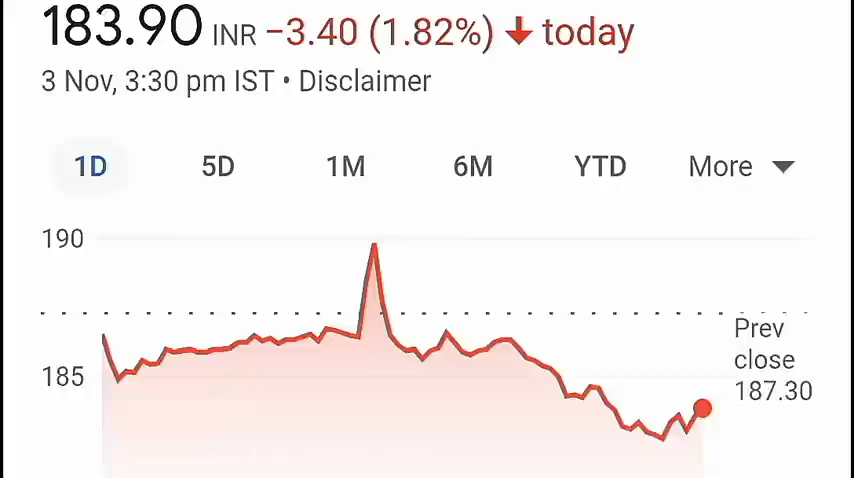 183.90 INR −3.40 (1.82%) ↓ today
3 Nov, 3:30 pm IST • Disclaimer
1D 5D 1M 6M YTD More
190
Prev
close
185
187.30